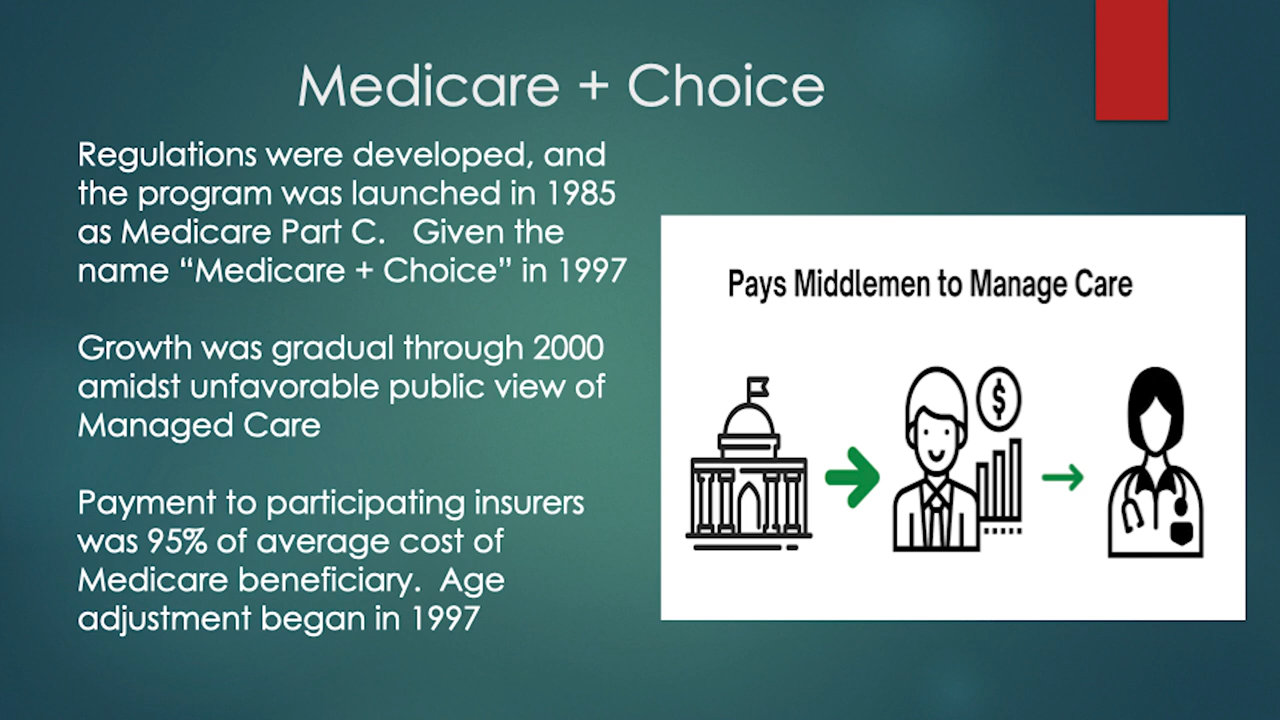 Medicare + Choice
Regulations were developed, and
the program was launched in 1985
as Medicare Part C.   Given the
name “Medicare + Choice” in 1997
Growth was gradual through 2000
amidst unfavorable public view of
Managed Care
Payment to participating insurers
was 95% of average cost of
Medicare beneficiary.  Age
adjustment began in 1997
Pays Middlemen to Manage Care
$